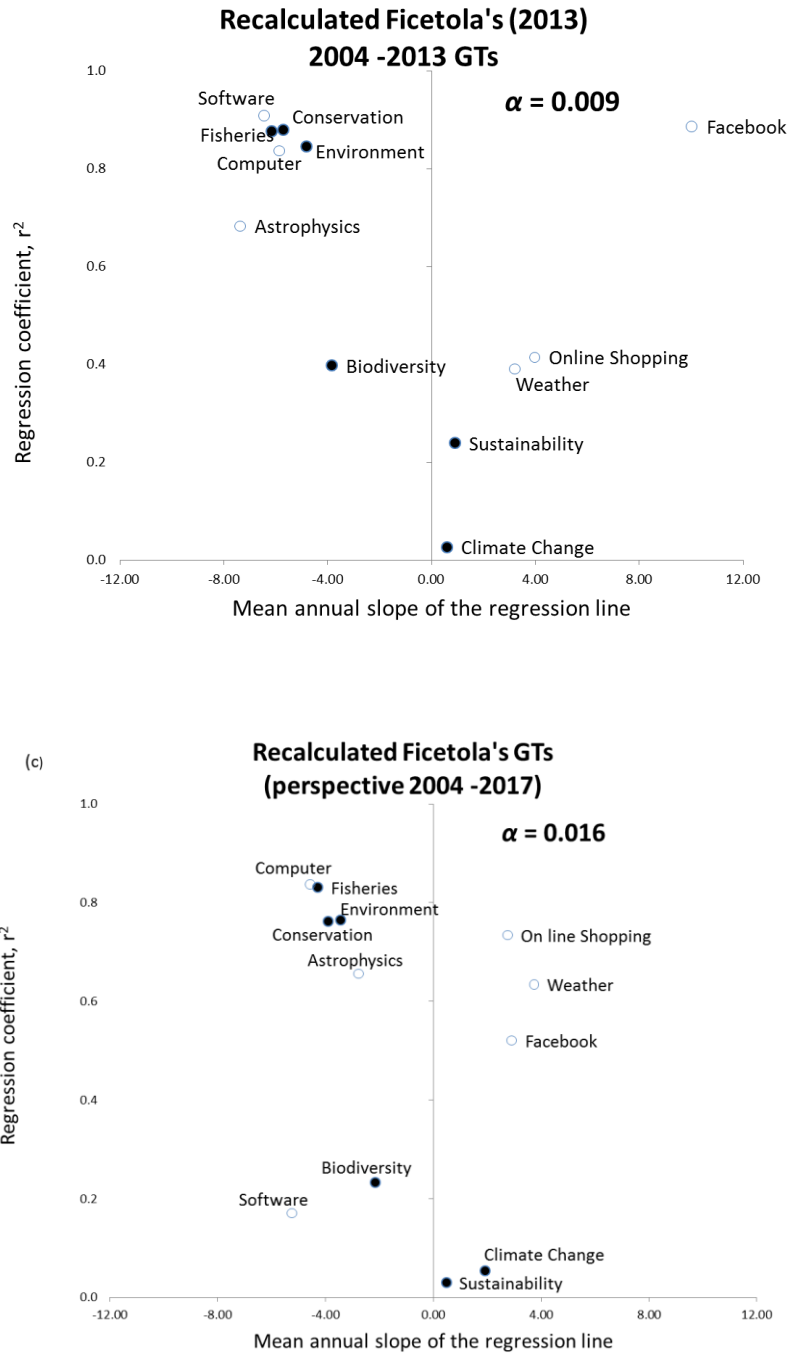 Recalculated Ficetola's (2013)
2004 -2013 GTs
1.0
α = 0.009
Software
Conservation
Facebook
Fisheries
Environment
Computer
0.8
Astrophysics
Regression coefficient, r²
0.6
0.4
Online Shopping
Biodiversity
Weather
Sustainability
0.2
Climate Change
0.0
-12.00 -8.00 -4.00 0.00 4.00 8.00 12.00
Mean annual slope of the regression line
(c)
Recalculated Ficetola's GTs
(perspective 2004 -2017)
1.0
α = 0.016
Computer
Fisheries
0.8
Environment
Conservation
On line Shopping
Astrophysics
Weather
Regression coefficient, r²
0.6
Facebook
0.4
Biodiversity
0.2
Software
Climate Change
Sustainability
0.0
-12.00 -8.00 -4.00 0.00 4.00 8.00 12.00
Mean annual slope of the regression line